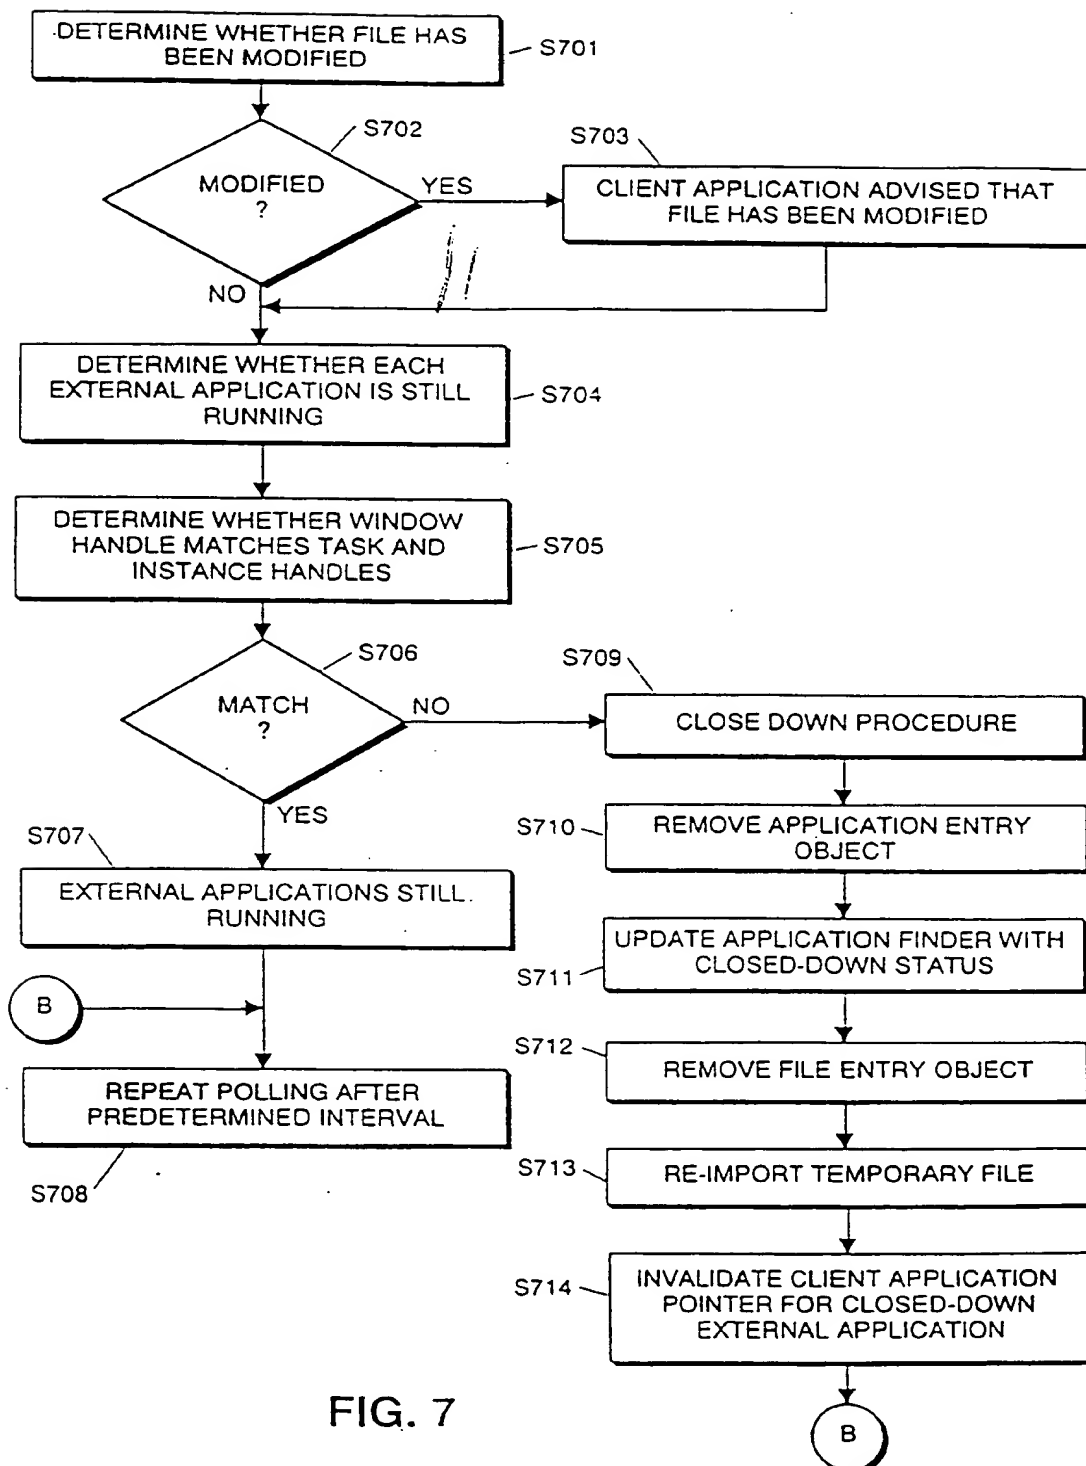 DETERMINE WHETHER FILE HAS
BEEN MODIFIED
S701
S702
MODIFIED
?
YES
NO
S703
CLIENT APPLICATION ADVISED THAT
FILE HAS BEEN MODIFIED
DETERMINE WHETHER EACH
EXTERNAL APPLICATION IS STILL
RUNNING
S704
DETERMINE WHETHER WINDOW
HANDLE MATCHES TASK AND
INSTANCE HANDLES
S705
S706
MATCH
?
NO
YES
S707
EXTERNAL APPLICATIONS STILL
RUNNING
B
REPEAT POLLING AFTER
PREDETERMINED INTERVAL
S708
S709
CLOSE DOWN PROCEDURE
S710
REMOVE APPLICATION ENTRY
OBJECT
UPDATE APPLICATION FINDER WITH
CLOSED-DOWN STATUS
S711
S712
REMOVE FILE ENTRY OBJECT
S713
RE-IMPORT TEMPORARY FILE
S714
INVALIDATE CLIENT APPLICATION
POINTER FOR CLOSED-DOWN
EXTERNAL APPLICATION
B
FIG. 7